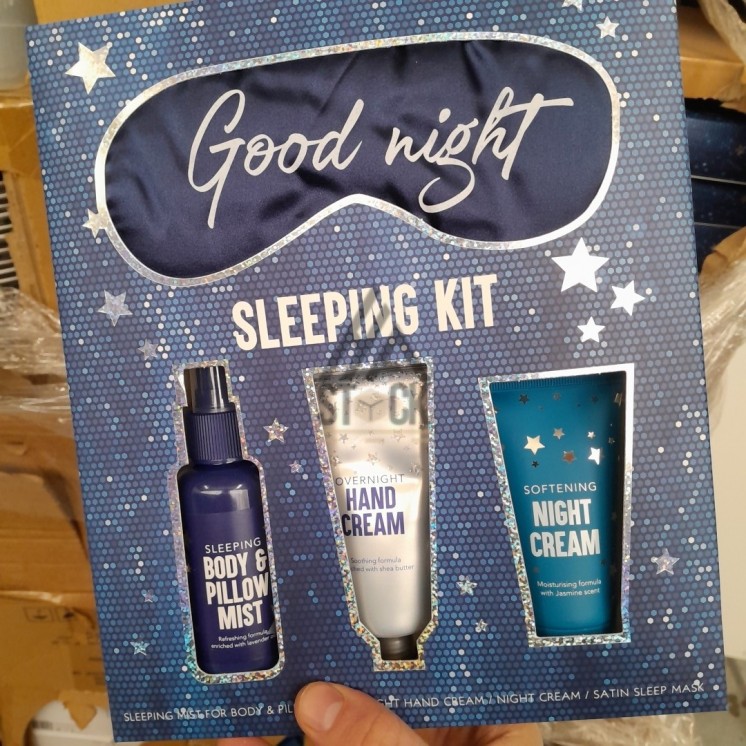 Good night
SLEEPING KIT
STOCK
SLEEPING
BODY &
PILLOW
MIST
Refreshing formula
enriched with lavender
OVERNIGHT
HAND
CREAM
Soothing formula
with shea butter
SOFTENING
NIGHT
CREAM
Moisturising formula
with Jasmine scent
SLEEPING MIST FOR BODY & HAND CREAM / NIGHT CREAM / SATIN SLEEP MASK